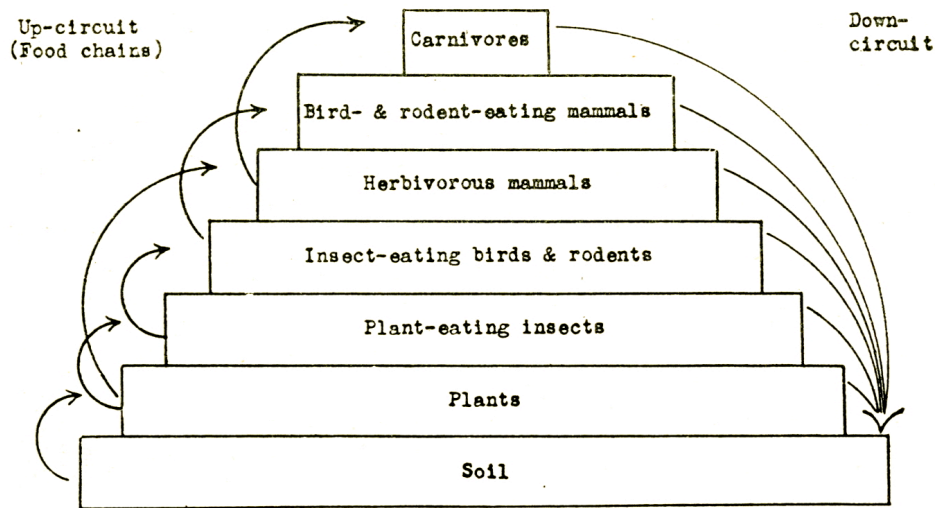 Up-circuit
(Food chains)
Down-
circuit
Carnivores
Bird- & rodent-eating mammals
Herbivorous mammals
Insect-eating birds & rodents
Plant-eating insects
Plants
Soil